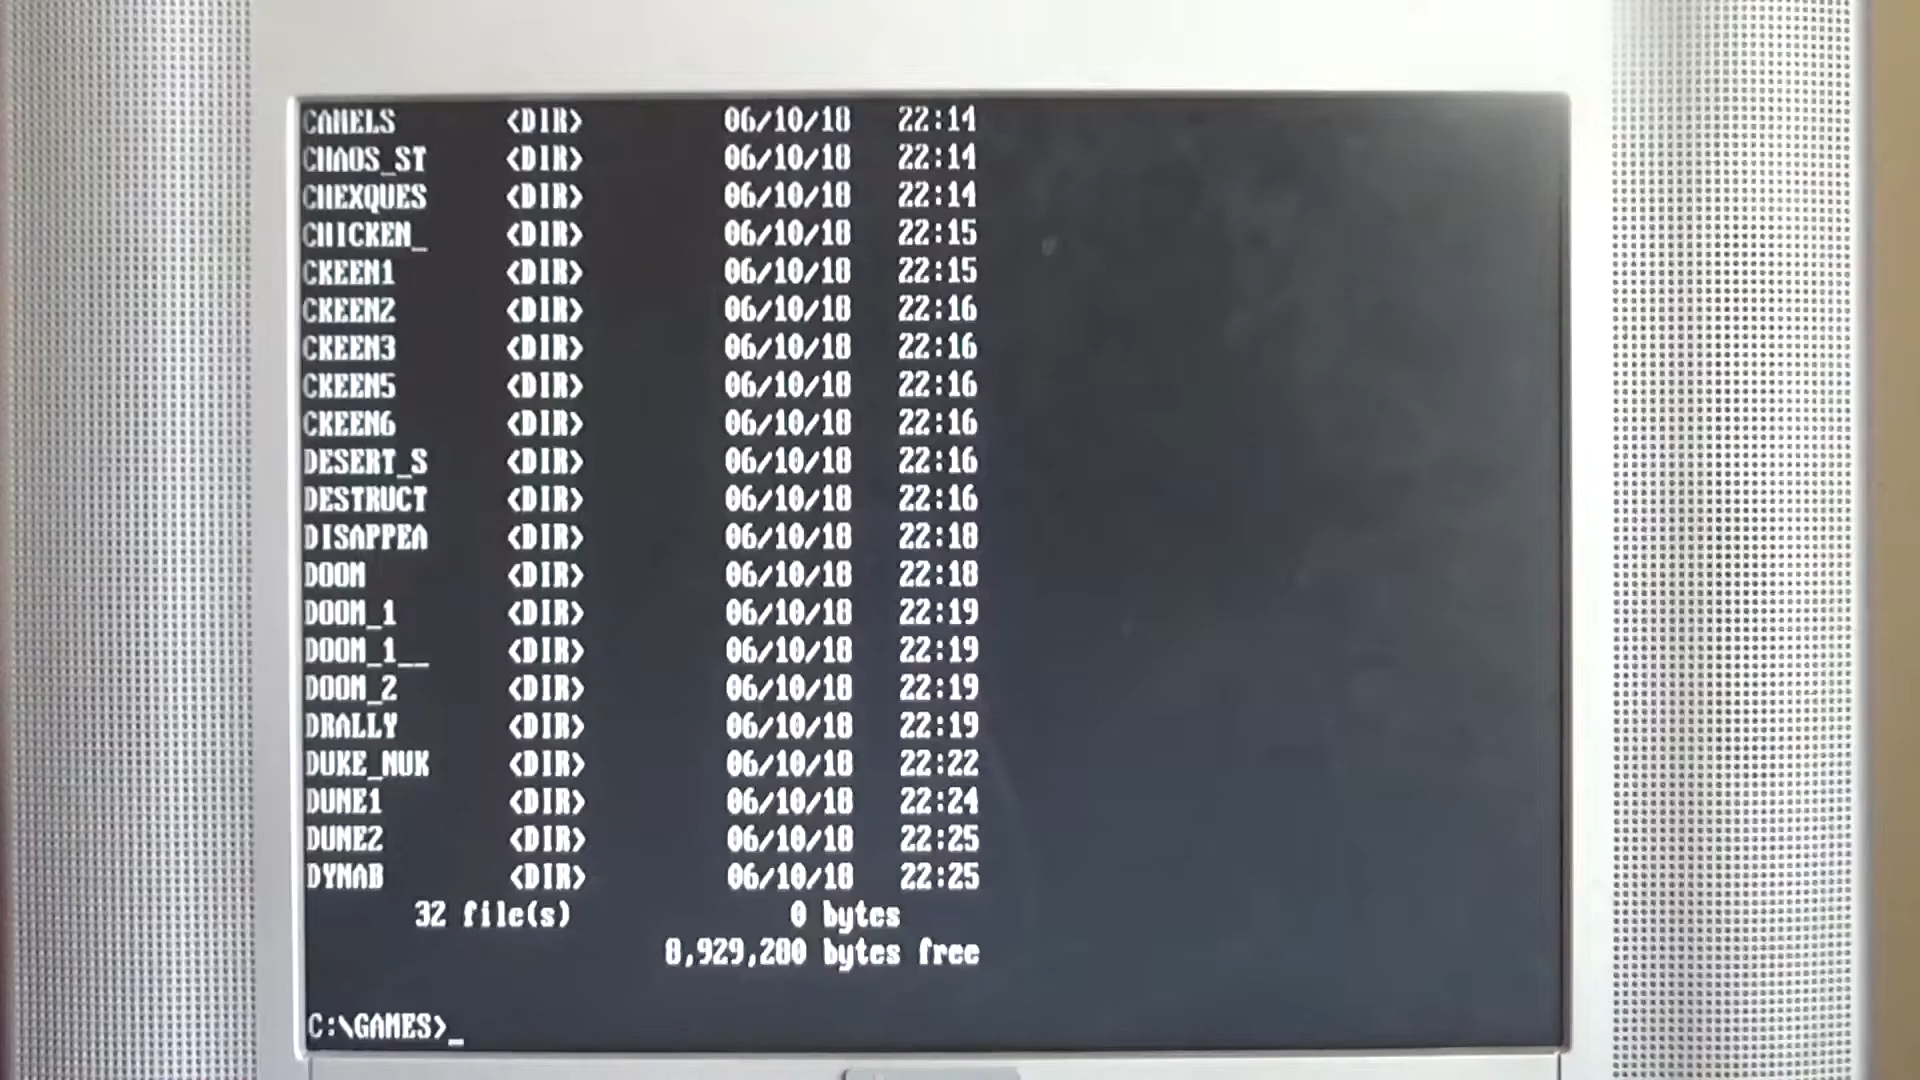 CAMELS <DIR> 06/10/18 22:14
CHAOS_ST <DIR> 06/10/18 22:14
CHEXQUES <DIR> 06/10/18 22:14
CHICKEN_ <DIR> 06/10/18 22:15
CKEEN1 <DIR> 06/10/18 22:15
CKEEN2 <DIR> 06/10/18 22:16
CKEEN3 <DIR> 06/10/18 22:16
CKEEN5 <DIR> 06/10/18 22:16
CKEEN6 <DIR> 06/10/18 22:16
DESERT_S <DIR> 06/10/18 22:16
DESTRUCT <DIR> 06/10/18 22:16
DISAPPEA <DIR> 06/10/18 22:18
DOOM <DIR> 06/10/18 22:18
DOOM_1 <DIR> 06/10/18 22:19
DOOM_1__ <DIR> 06/10/18 22:19
DOOM_2 <DIR> 06/10/18 22:19
DRALLY <DIR> 06/10/18 22:19
DUKE_NUK <DIR> 06/10/18 22:22
DUNE1 <DIR> 06/10/18 22:24
DUNE2 <DIR> 06/10/18 22:25
DYNAB <DIR> 06/10/18 22:25
32 file(s) 0 bytes
8,929,280 bytes free
C:\GAMES>_